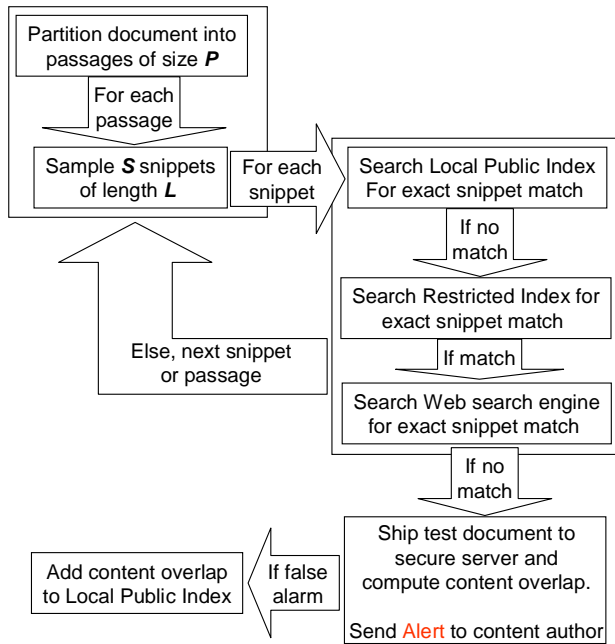 Partition document into
passages of size P
For each
passage
Sample S snippets
of length L
For each
snippet
Search Local Public Index
For exact snippet match
If no
match
Search Restricted Index for
exact snippet match
If match
Search Web search engine
for exact snippet match
Else, next snippet
or passage
If no
match
Ship test document to
secure server and
compute content overlap.
Send Alert to content author
If false
alarm
Add content overlap
to Local Public Index